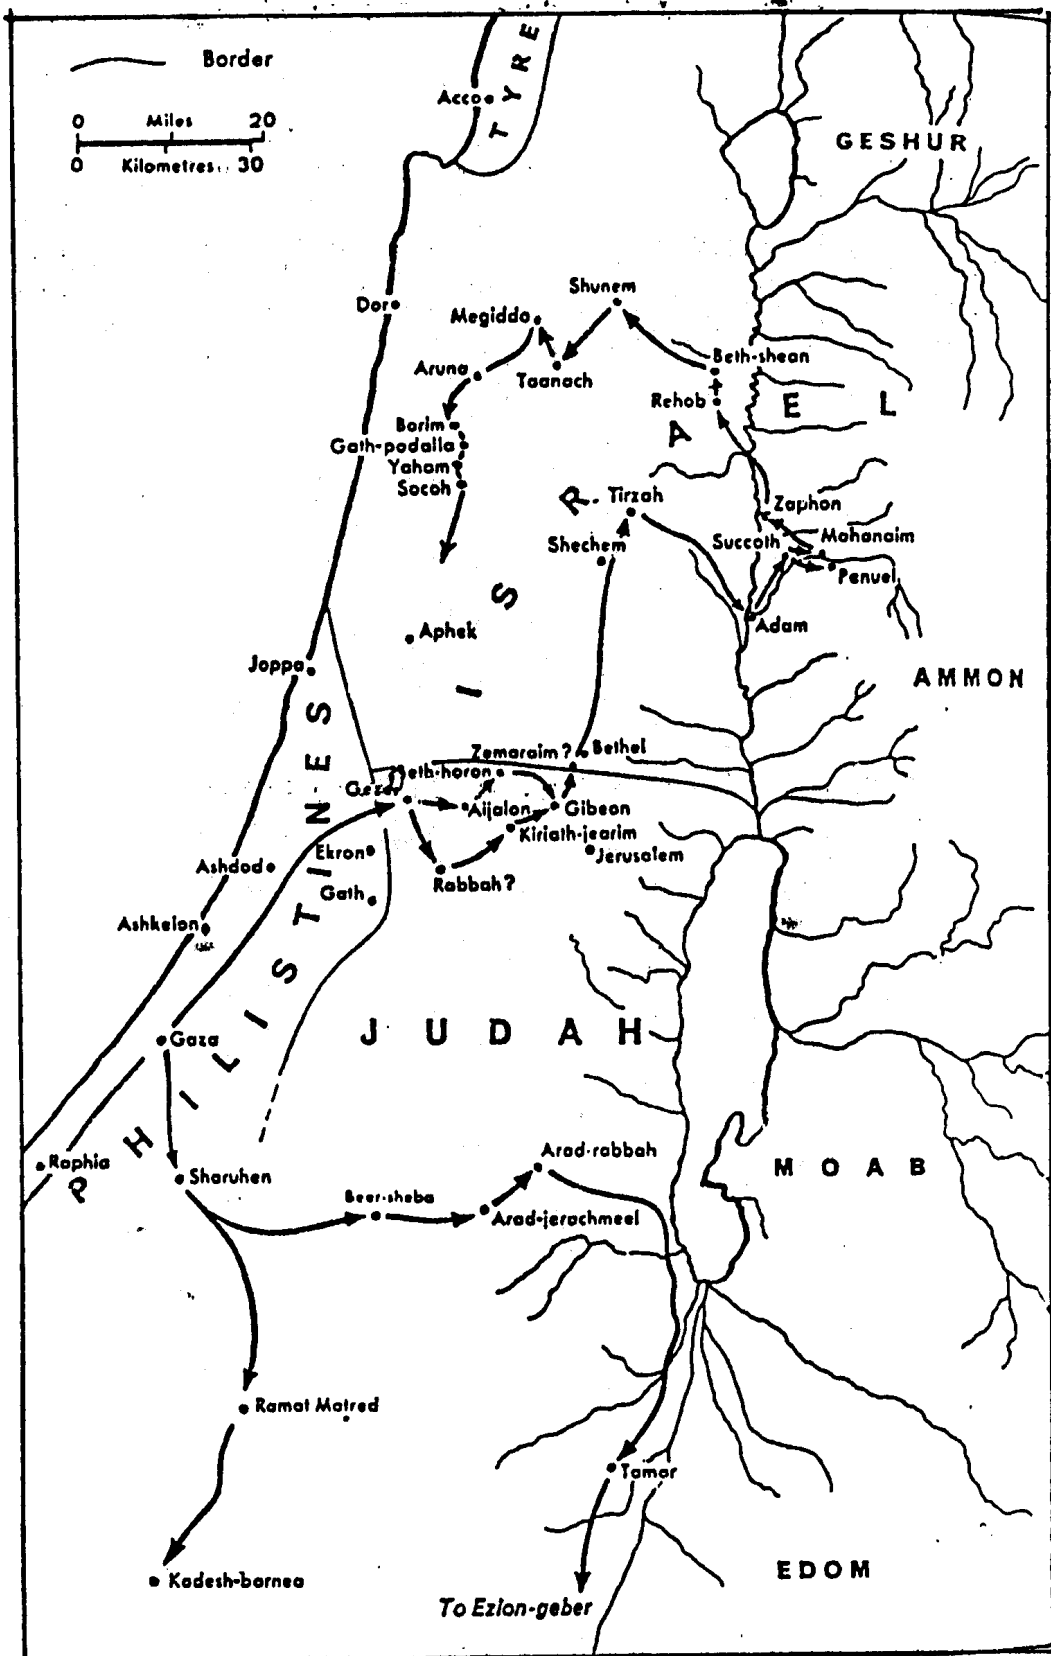 TYRE
Border
Acco
0 Miles 20
0 Kilometres 30
GESHUR
Shunem
Dor
Megiddo
Beth-shean
Aruna
Taanach
Rehob
ISRAEL
Borim
Gath-padalla
Yaham
Socoh
Tirzah
Zaphon
Shechem
Succoth
Mahanaim
Penuel
Adam
Aphek
Joppa
AMMON
Zemaraim?
Bethel
Beth-horon
Gezer
Aijalon
Gibeon
Kiriath-jearim
Ekron
Jerusalem
Ashdod
Rabbah?
Gath
Ashkelon
PHILISTINES
JUDAH
Gaza
Arad-rabbah
Raphia
MOAB
Sharuhen
Beer-sheba
Arad-jerachmeel
Ramat Matred
Tamar
EDOM
Kadesh-barnea
To Ezion-geber